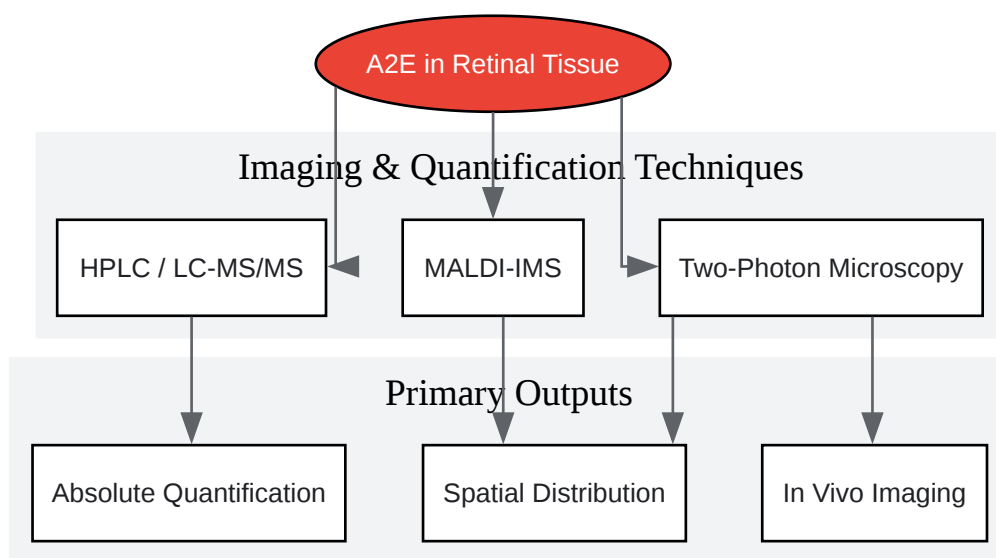 A2E in Retinal Tissue
Imaging & Quantification Techniques
HPLC / LC-MS/MS
MALDI-IMS
Two-Photon Microscopy
Primary Outputs
Absolute Quantification
Spatial Distribution
In Vivo Imaging